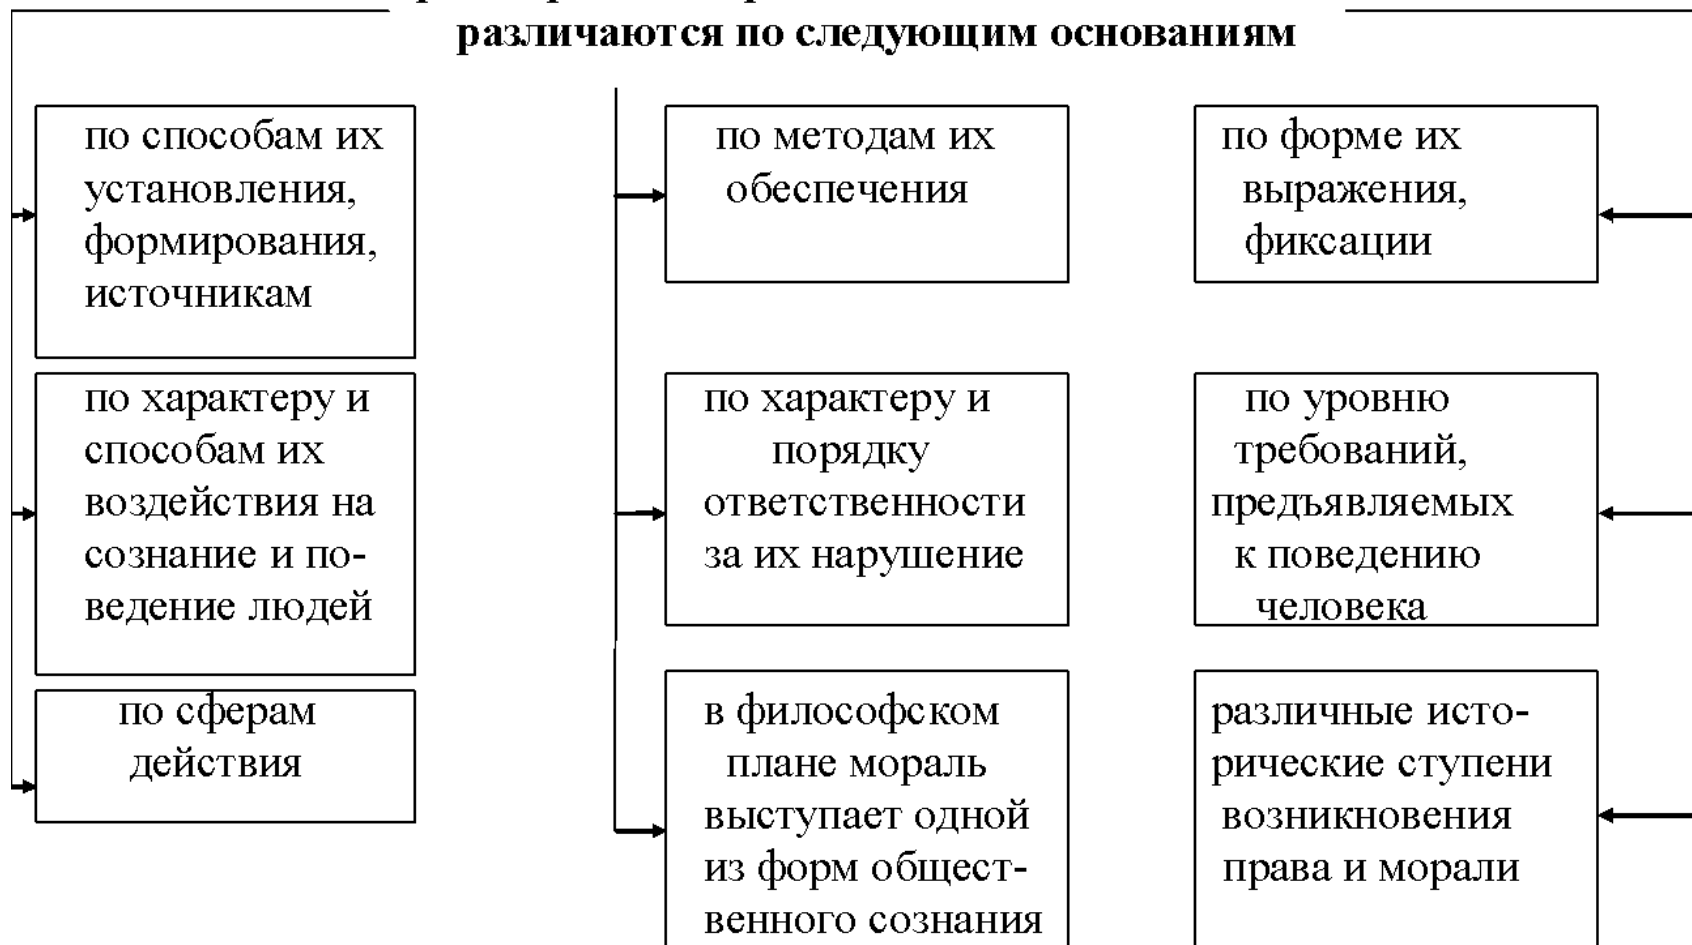 различаются по следующим основаниям
по способам их
установления,
формирования,
источникам
по характеру и
способам их
воздействия на
сознание и по-
ведение людей
по сферам
действия
по методам их
обеспечения
по характеру и
порядку
ответственности
за их нарушение
в философском
плане мораль
выступает одной
из форм общест-
венного сознания
по форме их
выражения,
фиксации
по уровню
требований,
предъявляемых
к поведению
человека
различные исто-
рические ступени
возникновения
права и морали